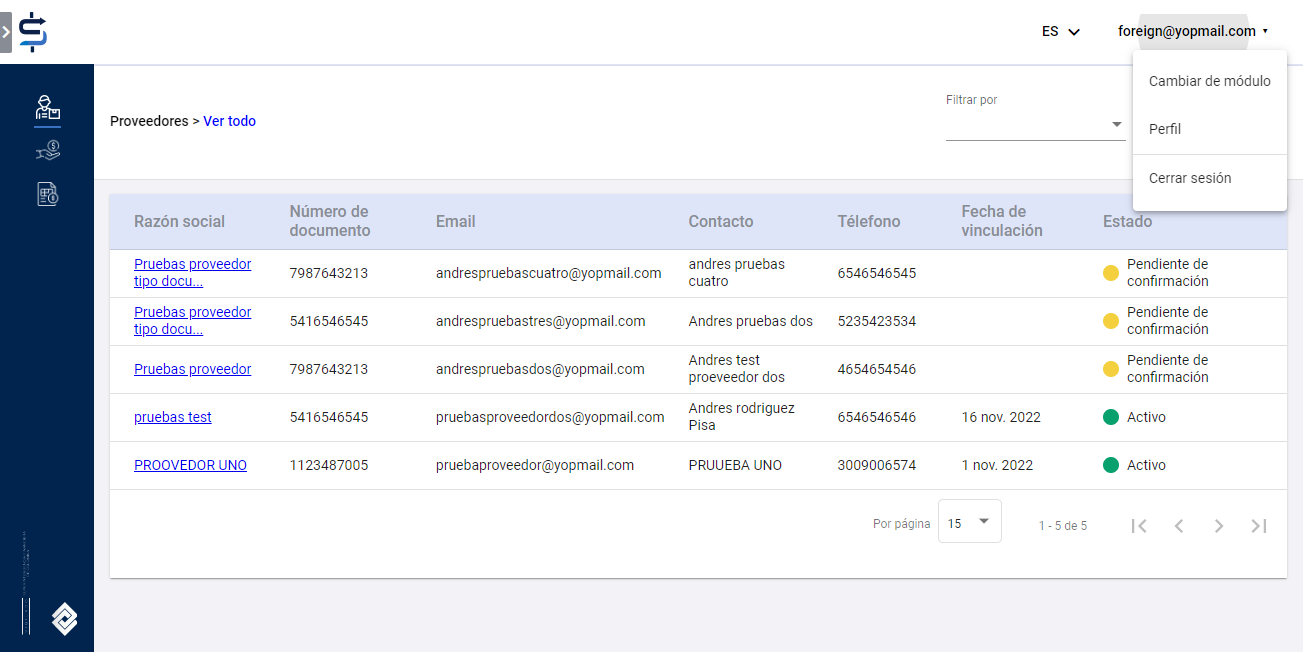 ES
foreign@yopmail.com
Cambiar de módulo
Perfil
Cerrar sesión
Proveedores > Ver todo
Filtrar por
Razón social
Número de
documento
Email
Contacto
Télefono
Fecha de
vinculación
Estado
Pruebas proveedor
tipo docu...
7987643213
andrespruebascuatro@yopmail.com
andres pruebas
cuatro
6546546545
Pendiente de
confirmación
Pruebas proveedor
tipo docu...
5416546545
andrespruebastres@yopmail.com
Andres pruebas dos
5235423534
Pendiente de
confirmación
Pruebas proveedor
7987643213
andrespruebasdos@yopmail.com
Andres test
proeveedor dos
4654654546
Pendiente de
confirmación
pruebas test
5416546545
pruebasproveedordos@yopmail.com
Andres rodriguez
Pisa
6546546546
16 nov. 2022
Activo
PROOVEDOR UNO
1123487005
pruebaproveedor@yopmail.com
PRUUEBA UNO
3009006574
1 nov. 2022
Activo
Por página
15
1 - 5 de 5